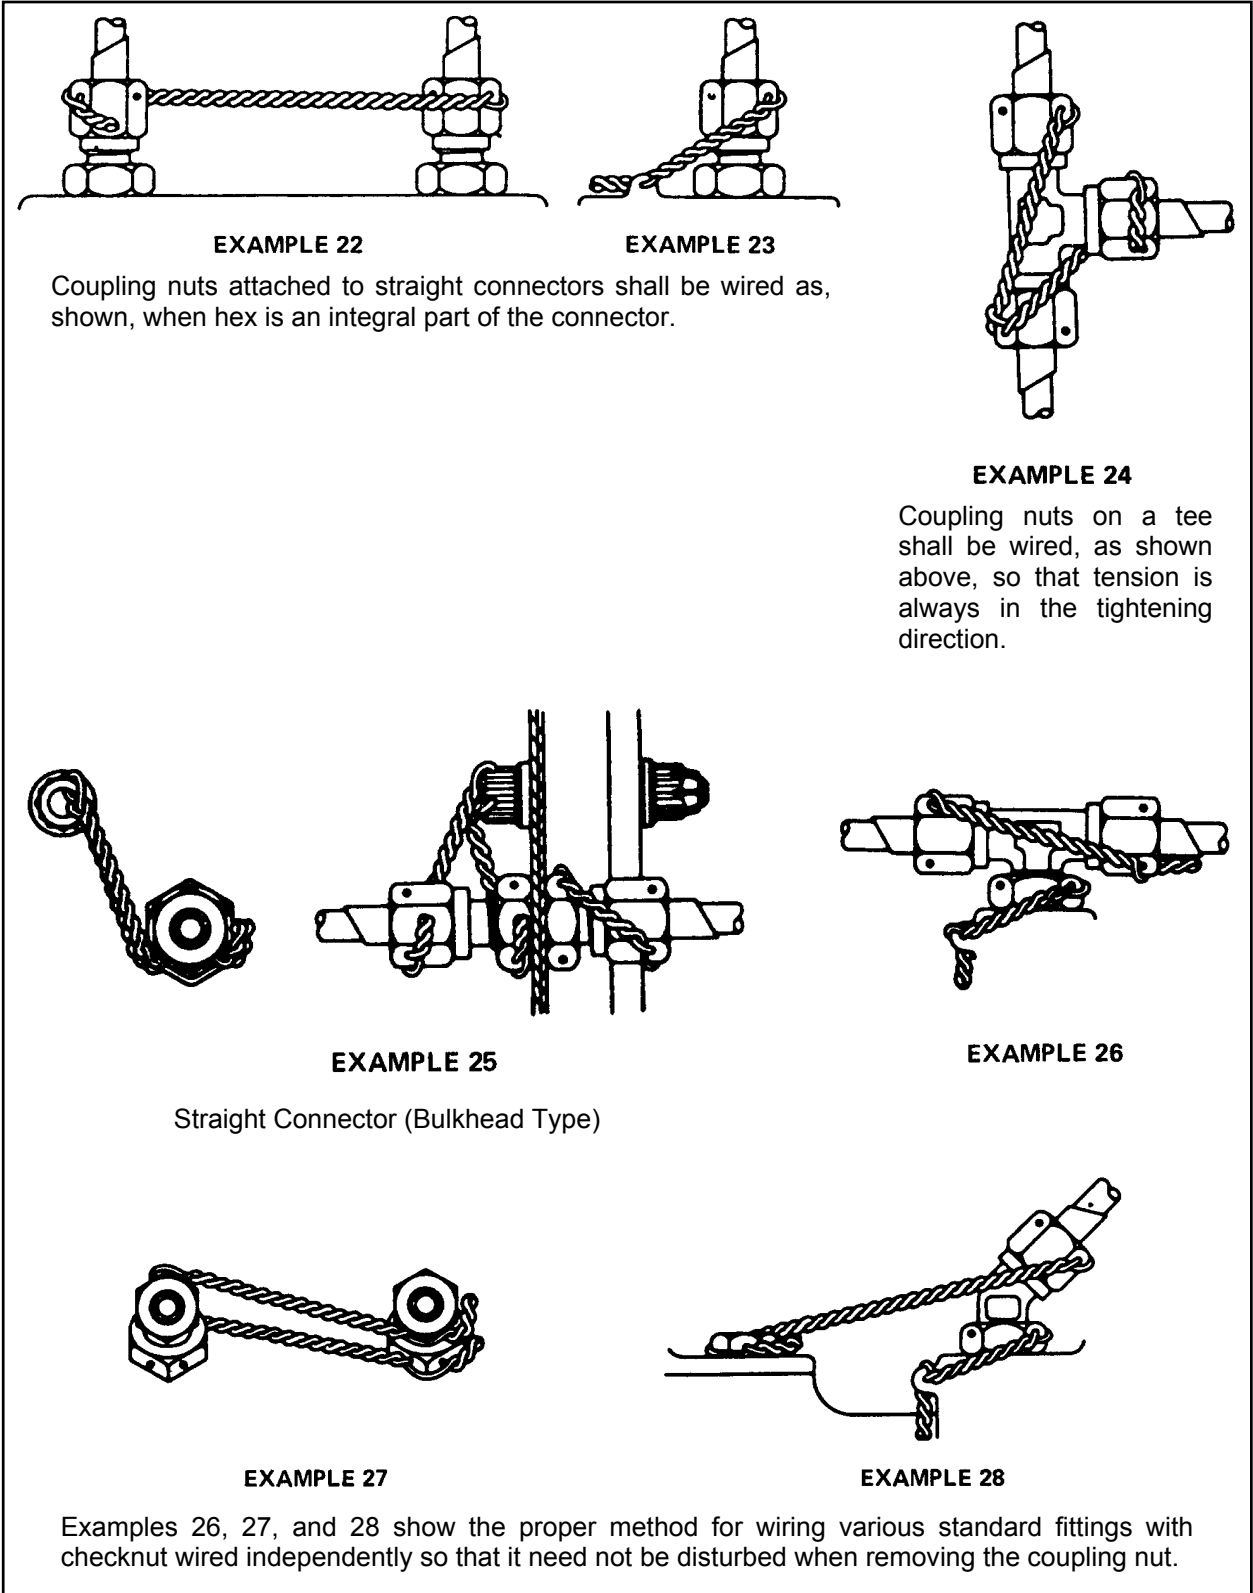 EXAMPLE 22
EXAMPLE 23
Coupling nuts attached to straight connectors shall be wired as,
shown, when hex is an integral part of the connector.
EXAMPLE 24
Coupling nuts on a tee
shall be wired, as shown
above, so that tension is
always in the tightening
direction.
EXAMPLE 25
Straight Connector (Bulkhead Type)
EXAMPLE 26
EXAMPLE 27
EXAMPLE 28
Examples 26, 27, and 28 show the proper method for wiring various standard fittings with
checknut wired independently so that it need not be disturbed when removing the coupling nut.